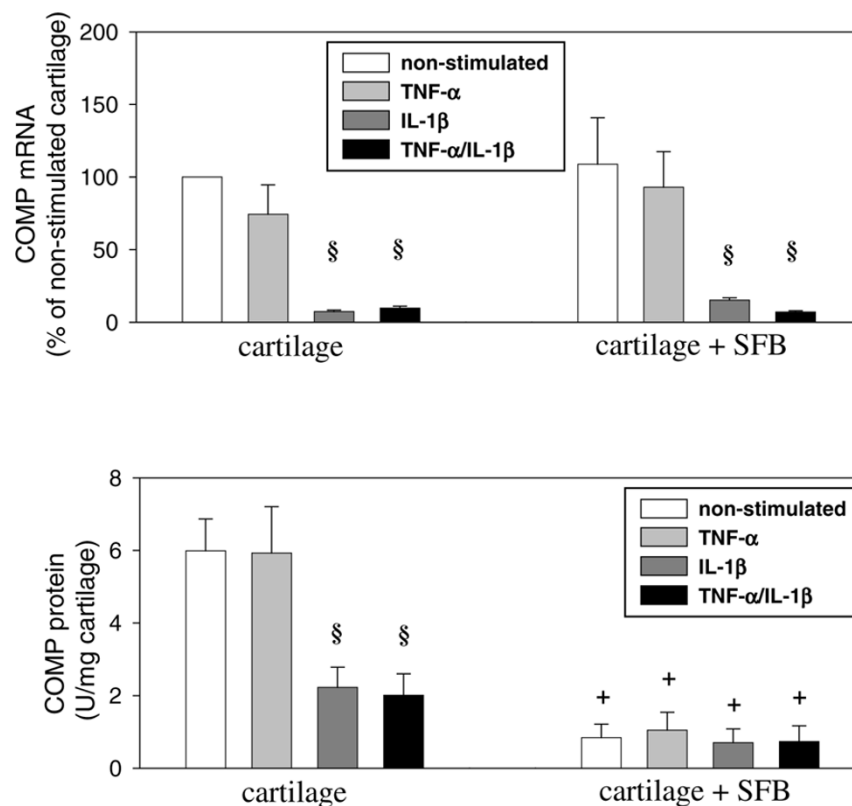 200
150
100
50
0
COMP mRNA
(% of non-stimulated cartilage)
non-stimulated
TNF-α
IL-1β
TNF-α/IL-1β
§
§
§
§
cartilage
cartilage + SFB
8
6
4
2
0
COMP protein
(U/mg cartilage)
non-stimulated
TNF-α
IL-1β
TNF-α/IL-1β
§
§
+
+
+
+
cartilage
cartilage + SFB